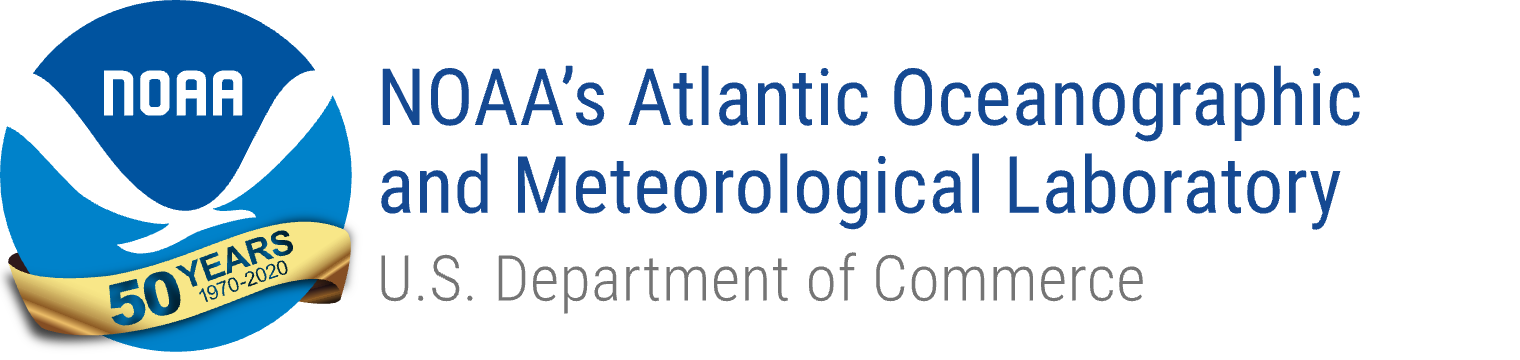 NOAA
50 YEARS
1970-2020
NOAA’s Atlantic Oceanographic
and Meteorological Laboratory
U.S. Department of Commerce